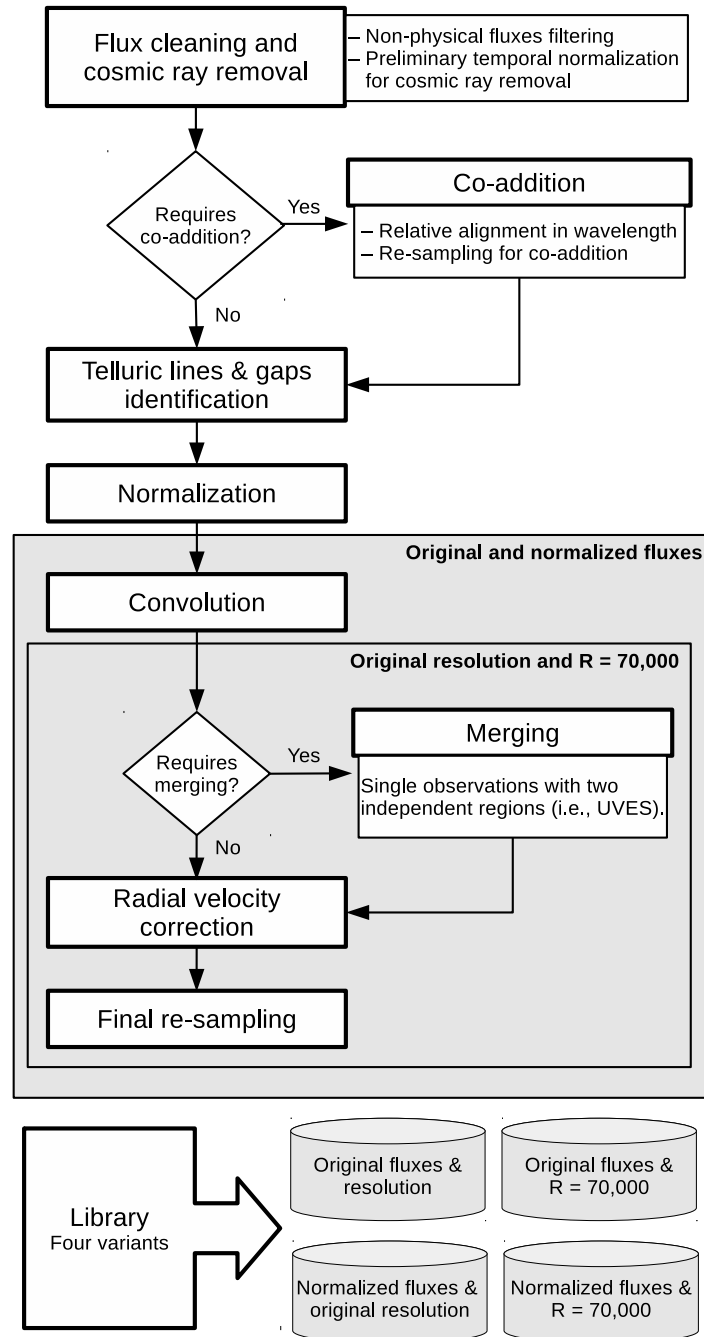 Flux cleaning and
cosmic ray removal
– Non-physical fluxes filtering
– Preliminary temporal normalization
for cosmic ray removal
Requires
co-addition?
Yes
Co-addition
– Relative alignment in wavelength
– Re-sampling for co-addition
No
Telluric lines & gaps
identification
Normalization
Original and normalized fluxes
Convolution
Original resolution and R = 70,000
Requires
merging?
Yes
Merging
Single observations with two
independent regions (i.e., UVES).
No
Radial velocity
correction
Final re-sampling
Library
Four variants
Original fluxes &
resolution
Original fluxes &
R = 70,000
Normalized fluxes &
original resolution
Normalized fluxes &
R = 70,000